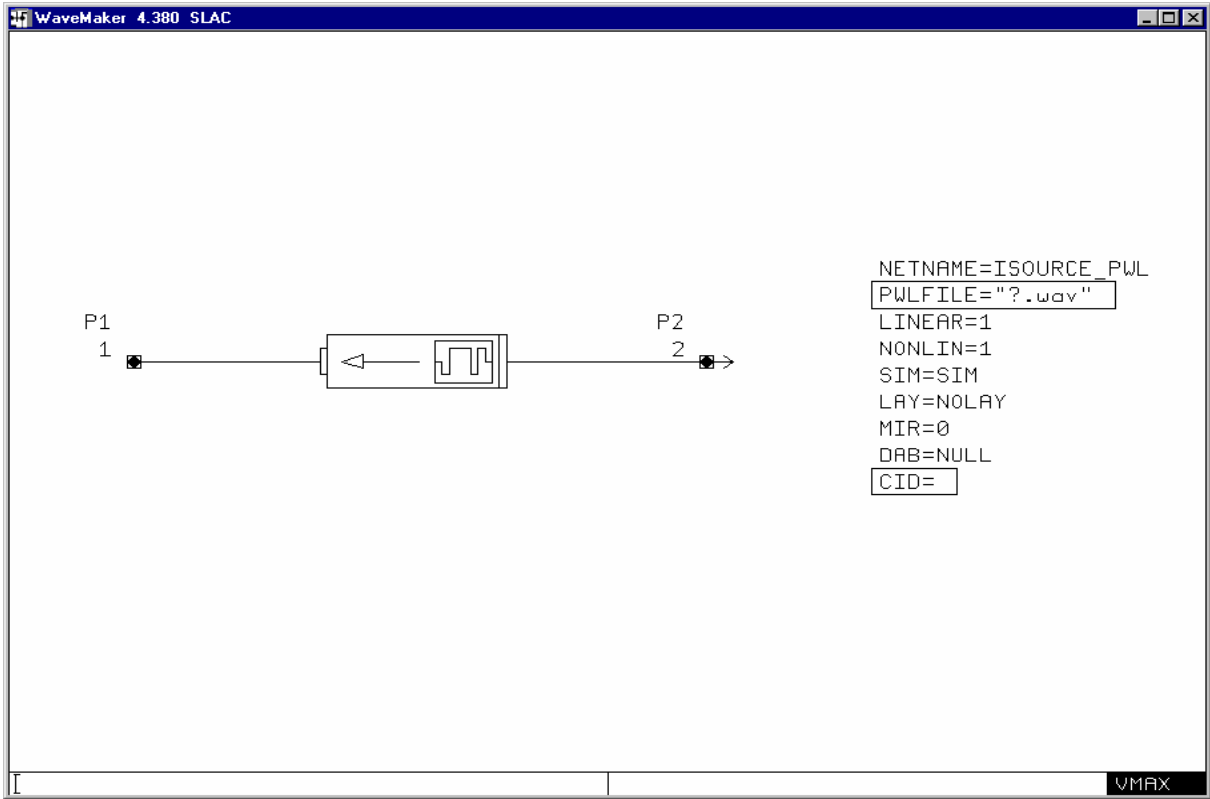 WaveMaker 4.380 SLAC
NETNAME=ISOURCE_PWL
PWLFILE="?.wav"
P1
P2
LINEAR=1
1
2
NONLIN=1
SIM=SIM
LAY=NOLAY
MIR=0
DAB=NULL
CID=
VMAX